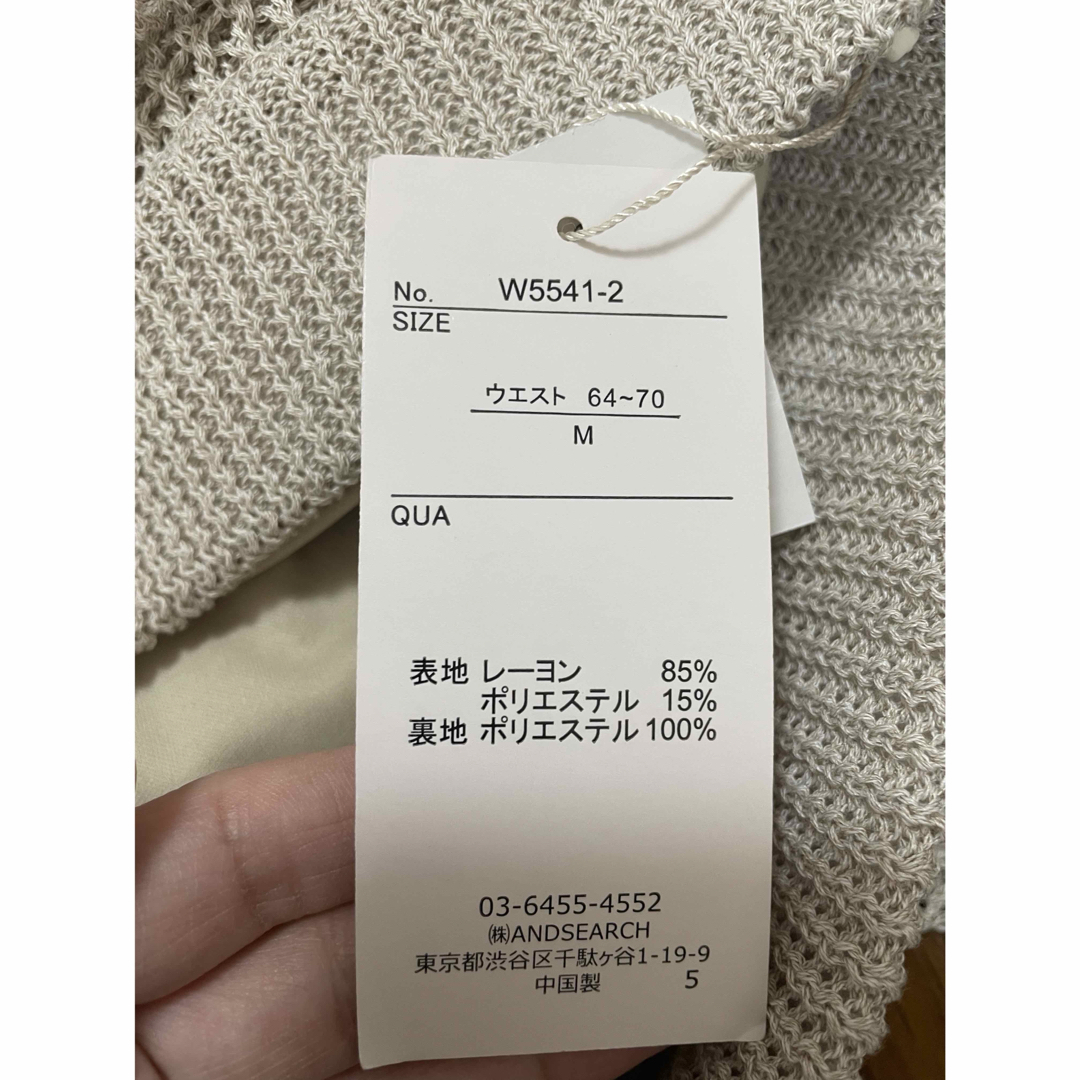 No. W5541-2
SIZE
ウエスト 64~70
M
QUA
表地 レーヨン 85%
ポリエステル 15%
裏地 ポリエステル 100%
03-6455-4552
㈱ANDSEARCH
東京都渋谷区千駄ヶ谷1-19-9
中国製 5